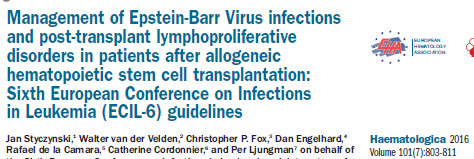 Management of Epstein-Barr Virus infections
and post-transplant lymphoproliferative
disorders in patients after allogeneic
hematopoietic stem cell transplantation:
Sixth European Conference on Infections
in Leukemia (ECIL-6) guidelines
EUROPEAN
HEMATOLOGY
ASSOCIATION
Jan Styczynski,¹ Walter van der Velden,² Christopher P. Fox,³ Dan Engelhard,⁴
Rafael de la Camara,⁵ Catherine Cordonnier,⁶ and Per Ljungman⁷ on behalf of
Haematologica 2016
Volume 101(7):803-811